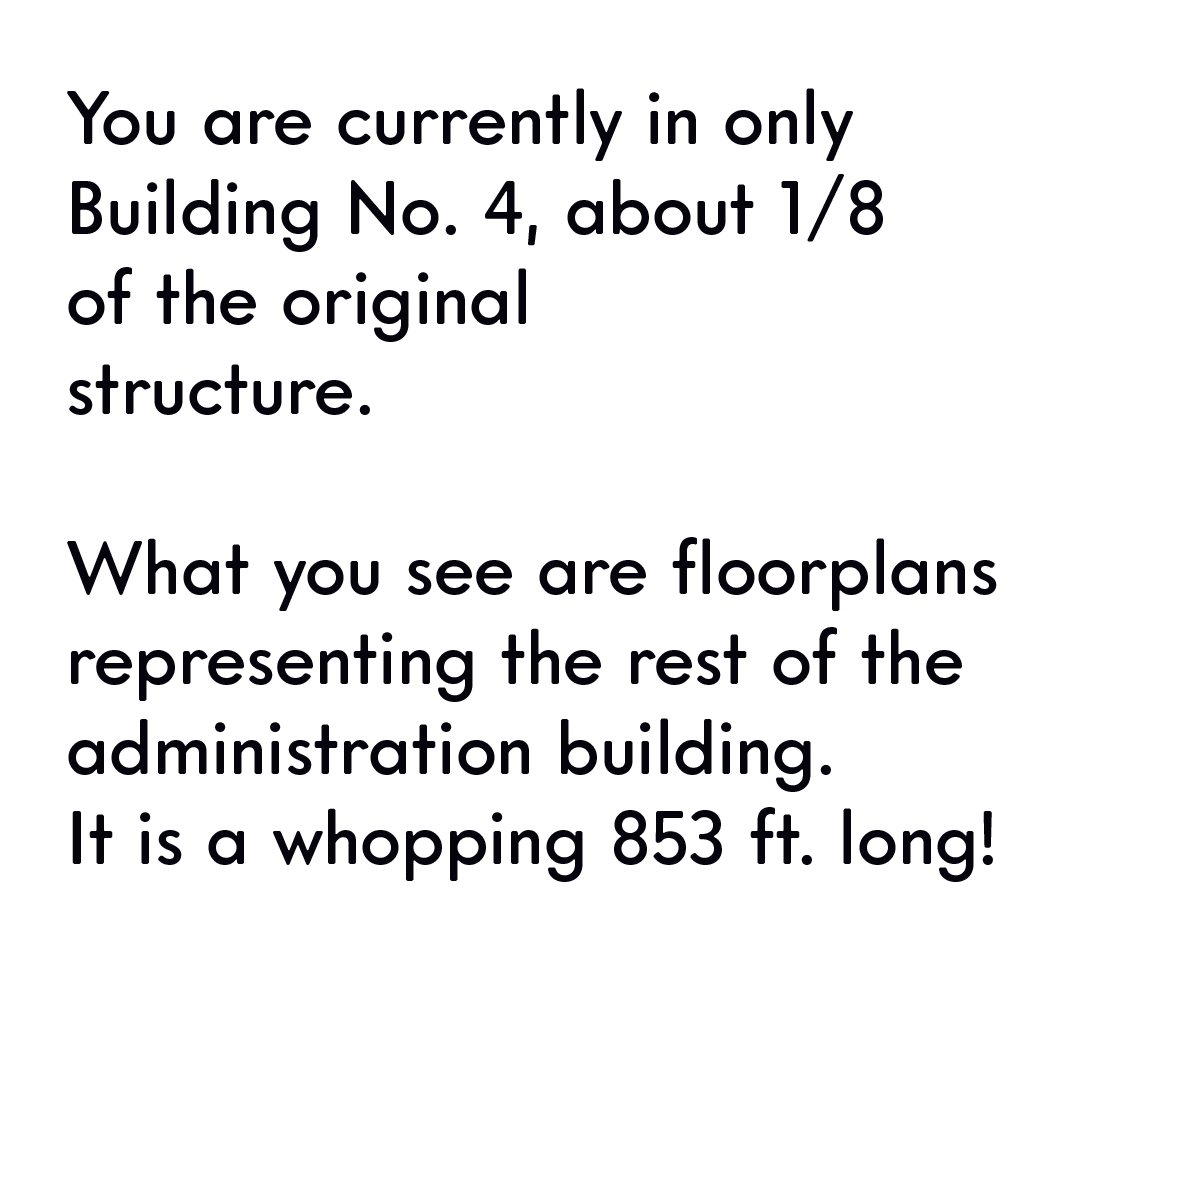 You are currently in only
Building No. 4, about 1/8
of the original
structure.
What you see are floorplans
representing the rest of the
administration building.
It is a whopping 853 ft. long!